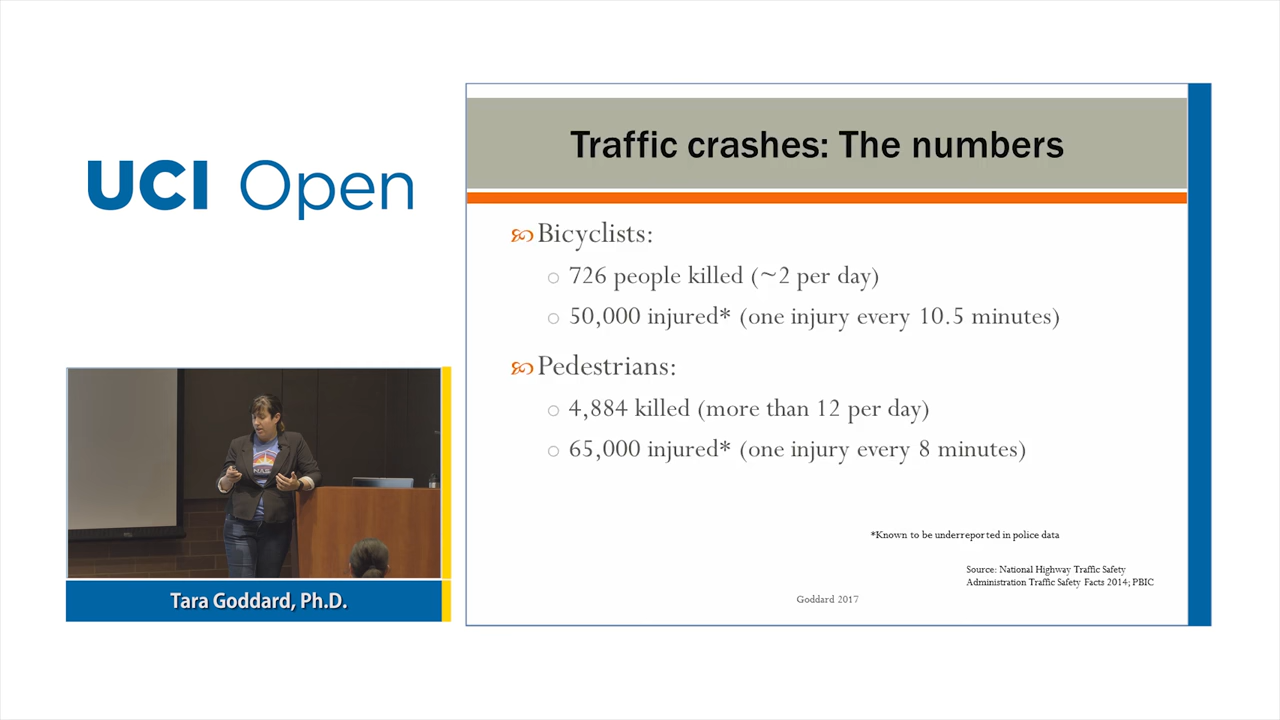 UCI Open
Traffic crashes: The numbers
Bicyclists:
726 people killed (~2 per day)
50,000 injured* (one injury every 10.5 minutes)
Pedestrians:
4,884 killed (more than 12 per day)
65,000 injured* (one injury every 8 minutes)
*Known to be underreported in police data
Source: National Highway Traffic Safety
Administration Traffic Safety Facts 2014; PBIC
Goddard 2017
Tara Goddard, Ph.D.